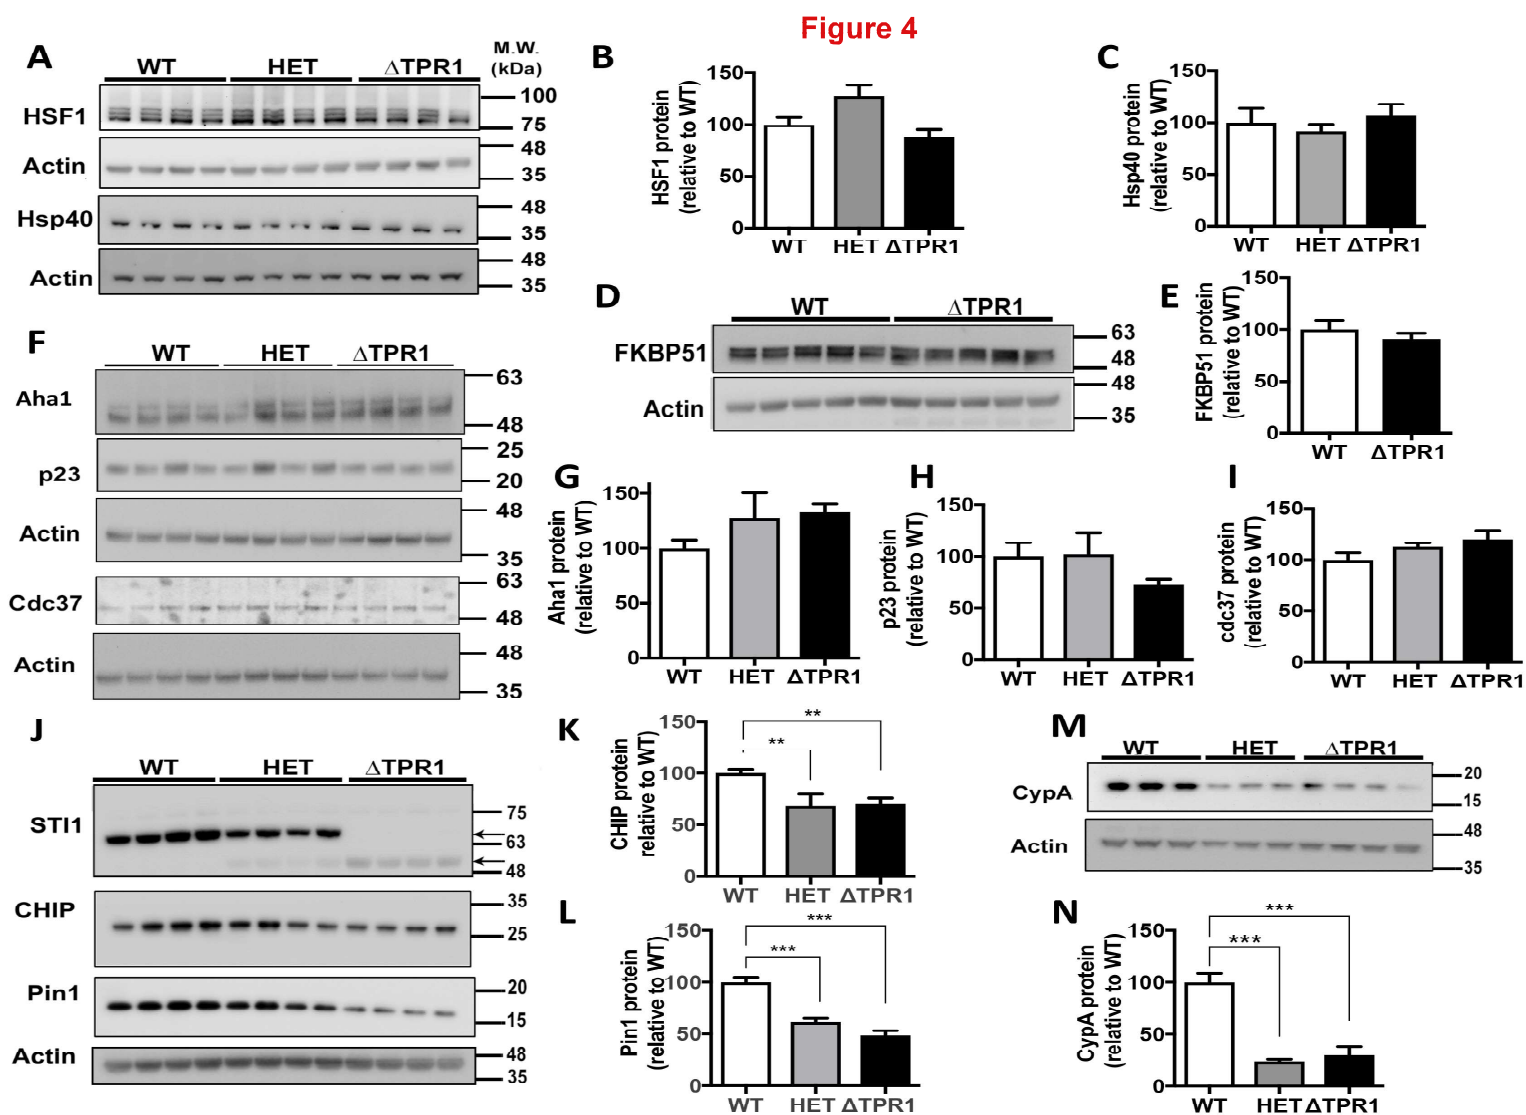 Figure 4
A
WT HET ΔTPR1
M.W.
(kDa)
HSF1
100
75
Actin
48
35
Hsp40
48
35
Actin
48
35
B
HSF1 protein
(relative to WT)
150
100
50
0
WT HET ΔTPR1
C
Hsp40 protein
(relative to WT)
150
100
50
0
WT HET ΔTPR1
D
WT ΔTPR1
FKBP51
63
48
Actin
48
35
E
FKBP51 protein
(relative to WT)
150
100
50
0
WT ΔTPR1
F
WT HET ΔTPR1
Aha1
63
48
p23
25
20
Actin
48
35
Cdc37
63
48
Actin
48
35
G
Aha1 protein
(relative to WT)
150
100
50
0
WT HET ΔTPR1
H
p23 protein
(relative to WT)
150
100
50
0
WT HET ΔTPR1
I
cdc37 protein
(relative to WT)
150
100
50
0
WT HET ΔTPR1
J
WT HET ΔTPR1
STI1
75
63
48
CHIP
35
25
Pin1
20
15
Actin
48
35
K
CHIP protein
relative to WT)
150
100
50
0
**
**
WT HET ΔTPR1
L
Pin1 protein
(relative to WT)
150
100
50
0
***
***
WT HET ΔTPR1
M
WT HET ΔTPR1
CypA
20
15
Actin
48
35
N
CypA protein
(relative to WT)
150
100
50
0
***
***
WT HET ΔTPR1